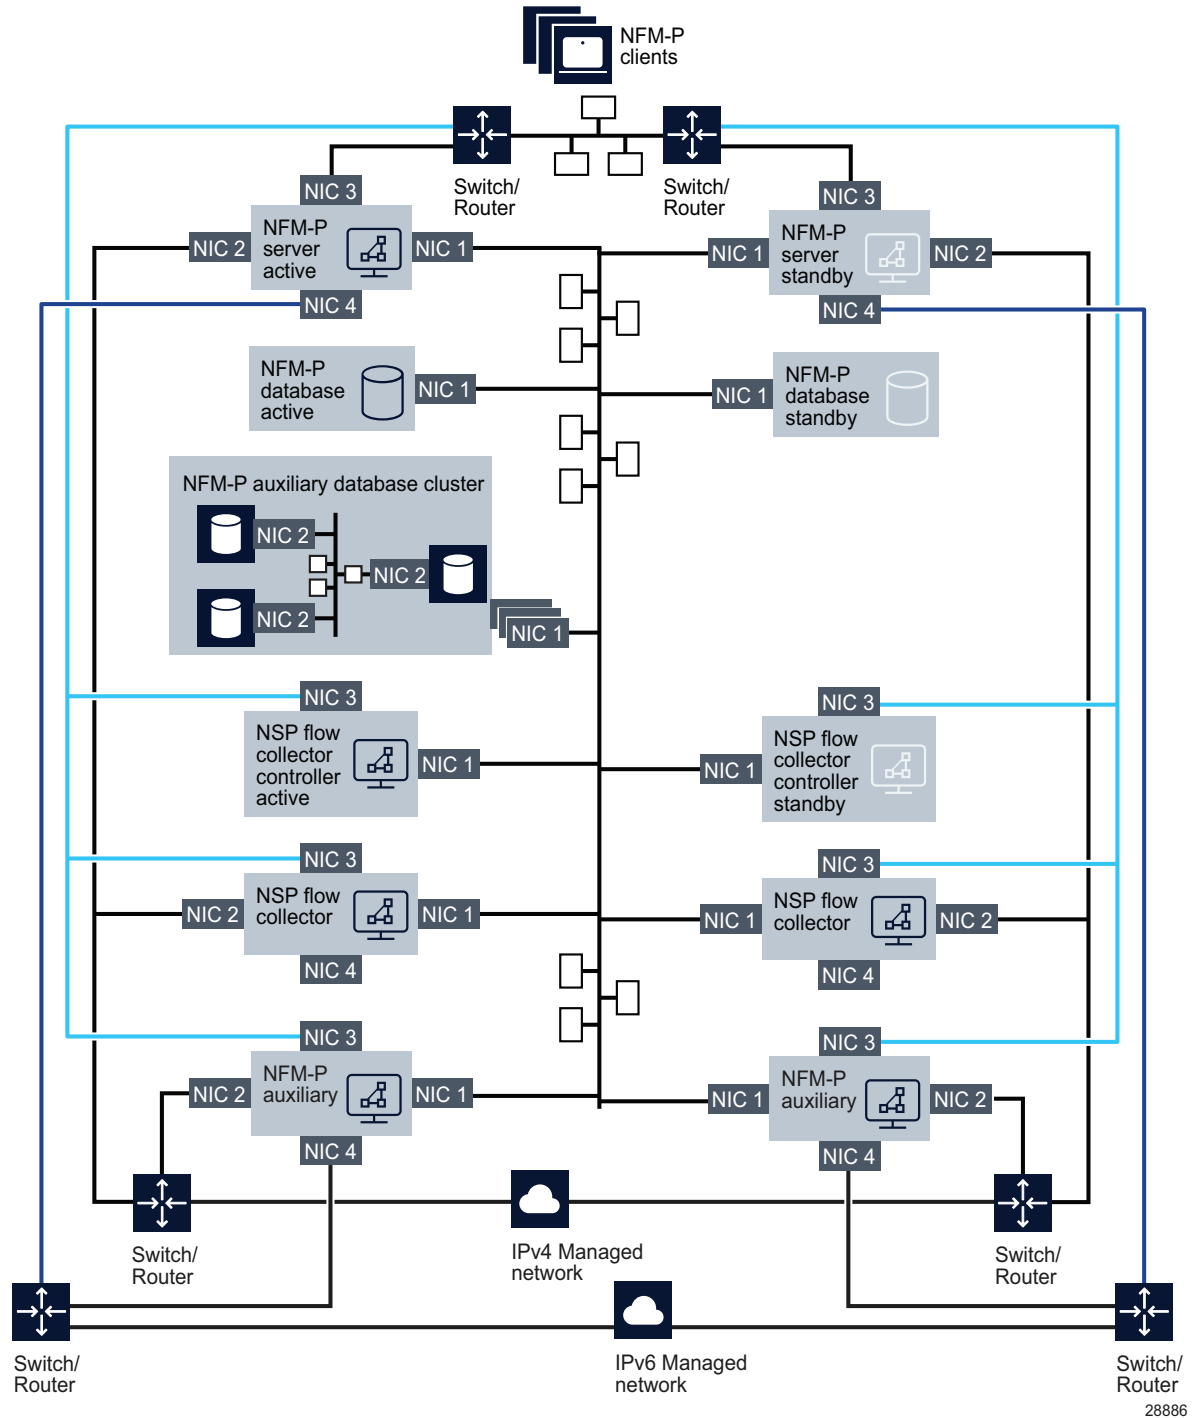 NFM-P
clients
Switch/
Router
Switch/
Router
NIC 3
NIC 3
NIC 2
NFM-P
server
active
NIC 1
NIC 4
NIC 1
NFM-P
server
standby
NIC 2
NIC 4
NFM-P
database
active
NIC 1
NIC 1
NFM-P
database
standby
NFM-P auxiliary database cluster
NIC 2
NIC 2
NIC 2
NIC 1
NIC 3
NSP flow
collector
controller
active
NIC 1
NIC 3
NIC 1
NSP flow
collector
controller
standby
NIC 3
NIC 2
NSP flow
collector
NIC 1
NIC 4
NIC 3
NIC 1
NSP flow
collector
NIC 2
NIC 4
NIC 3
NIC 2
NFM-P
auxiliary
NIC 1
NIC 4
NIC 3
NIC 1
NFM-P
auxiliary
NIC 2
NIC 4
Switch/
Router
IPv4 Managed
network
Switch/
Router
Switch/
Router
IPv6 Managed
network
Switch/
Router
28886